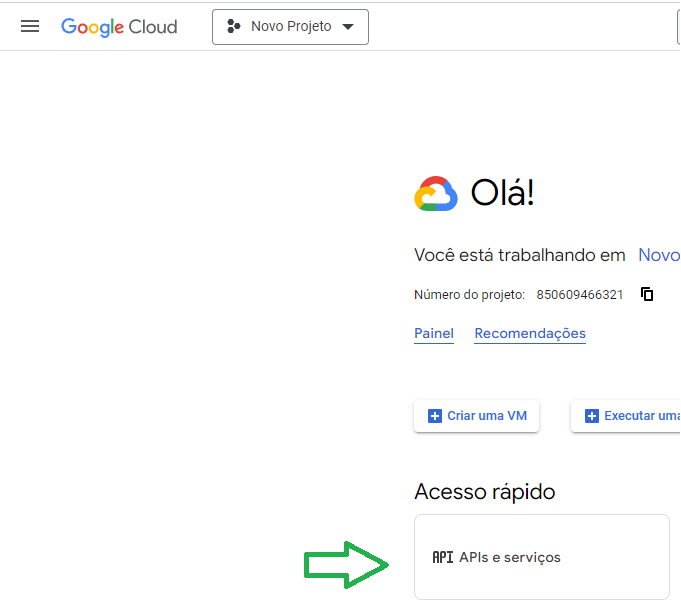 Google Cloud
Novo Projeto
Olá!
Você está trabalhando em Novo
Número do projeto: 850609466321
Painel Recomendações
Criar uma VM Executar uma
Acesso rápido
API APIs e serviços